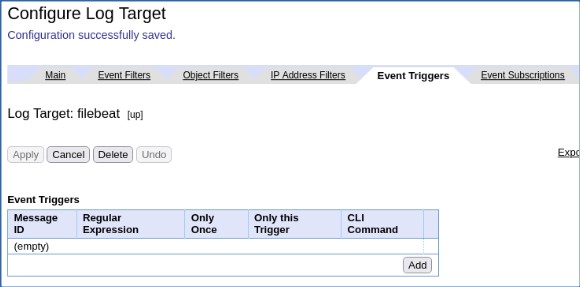 Configure Log Target
Configuration successfully saved.
Main Event Filters Object Filters IP Address Filters Event Triggers Event Subscriptions
Log Target: filebeat [up]
Apply Cancel Delete Undo
Expo
Event Triggers
Message ID Regular Expression Only Once Only this Trigger CLI Command
(empty)
Add